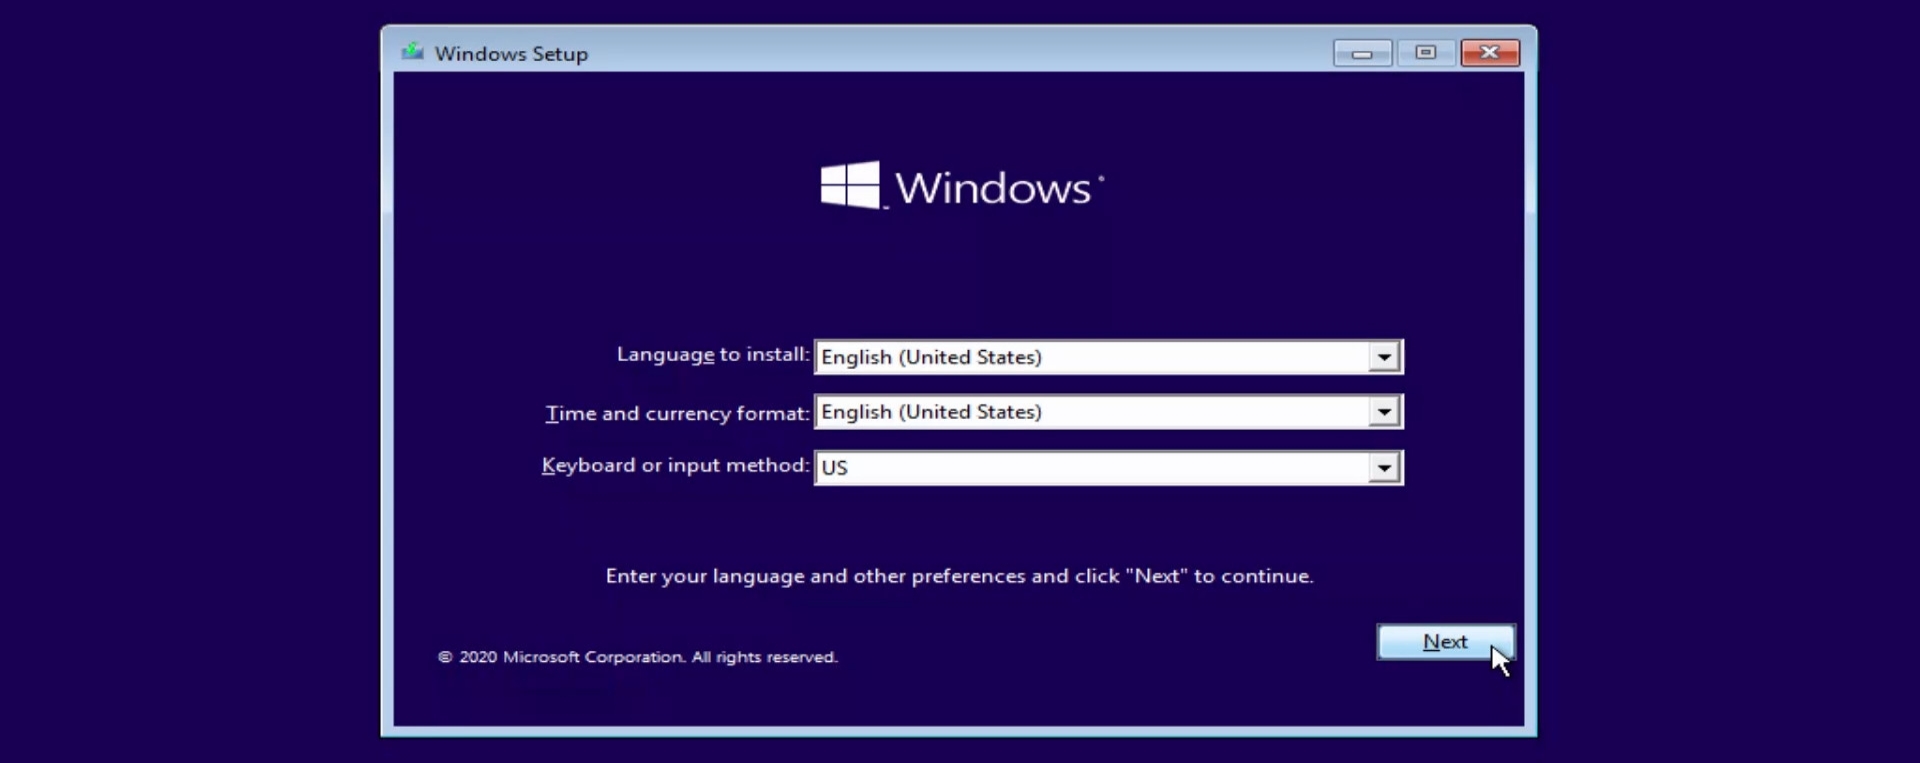 Windows Setup
Windows
Language to install: English (United States)
Time and currency format: English (United States)
Keyboard or input method: US
Enter your language and other preferences and click "Next" to continue.
Next
© 2020 Microsoft Corporation. All rights reserved.